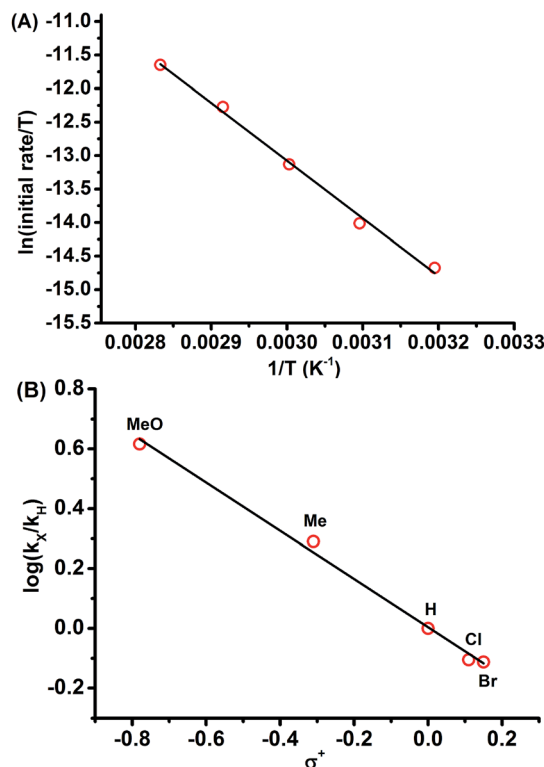 (A)
-11.0
-11.5
-12.0
-12.5
-13.0
-13.5
-14.0
-14.5
-15.0
-15.5
ln(initial rate/T)
0.0028 0.0029 0.0030 0.0031 0.0032 0.0033
1/T (K⁻¹)
(B)
0.8
0.6
0.4
0.2
0.0
-0.2
log(kₓ/k_H)
MeO
Me
H
Cl
Br
-0.8 -0.6 -0.4 -0.2 0.0 0.2
σ⁺